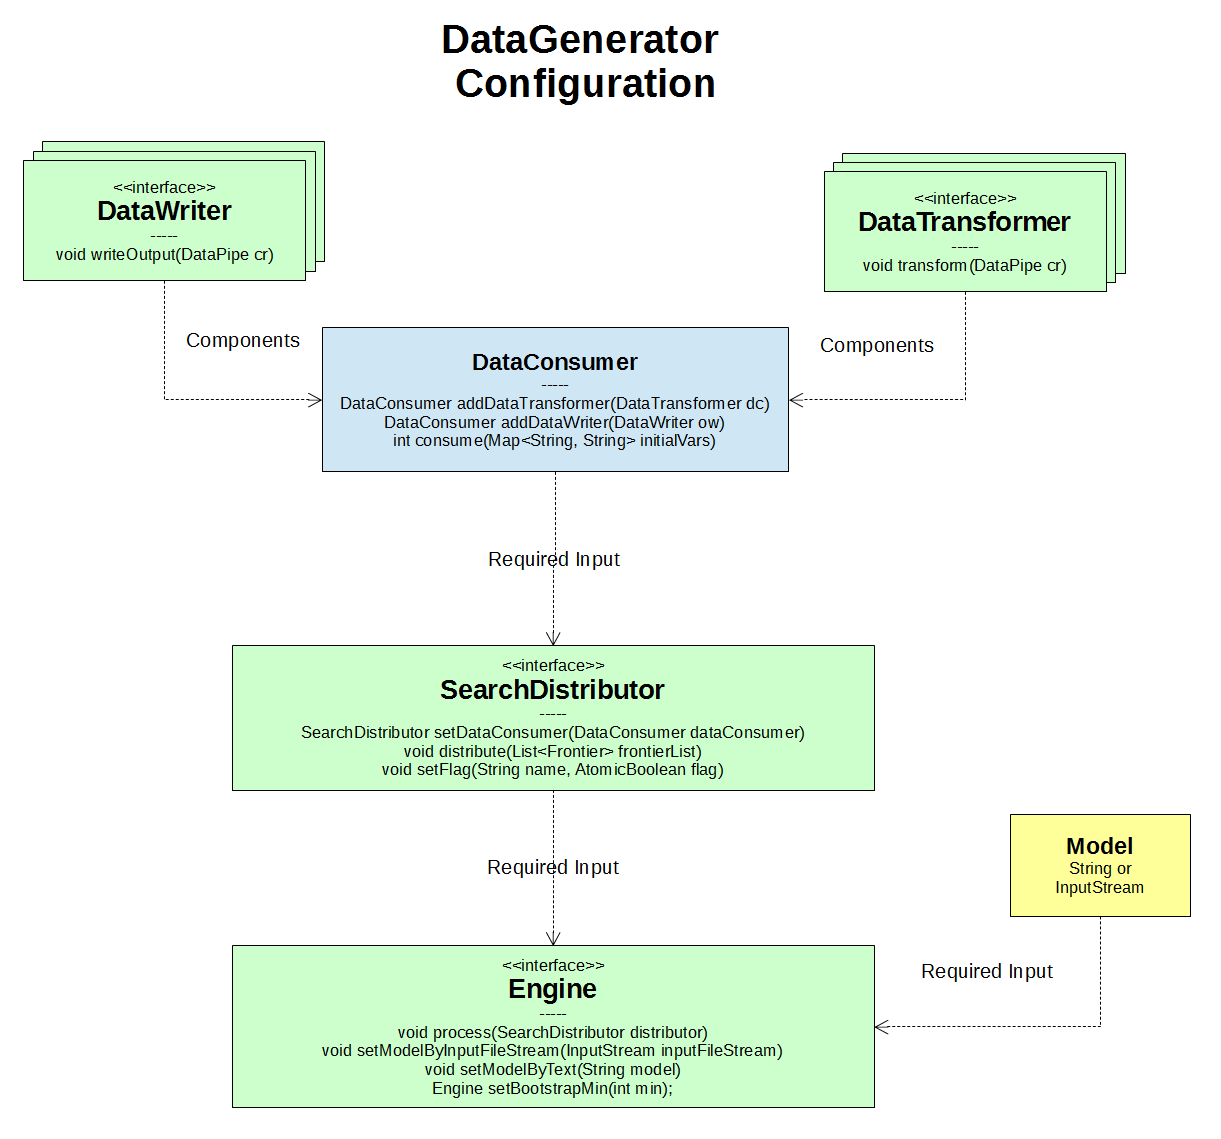 DataGenerator
Configuration
<<interface>>
DataWriter
-----
void writeOutput(DataPipe cr)
<<interface>>
DataTransformer
-----
void transform(DataPipe cr)
Components
Components
DataConsumer
-----
DataConsumer addDataTransformer(DataTransformer dc)
DataConsumer addDataWriter(DataWriter ow)
int consume(Map<String, String> initialVars)
Required Input
<<interface>>
SearchDistributor
-----
SearchDistributor setDataConsumer(DataConsumer dataConsumer)
void distribute(List<Frontier> frontierList)
void setFlag(String name, AtomicBoolean flag)
Required Input
Model
String or
InputStream
Required Input
<<interface>>
Engine
-----
void process(SearchDistributor distributor)
void setModelByInputFileStream(InputStream inputFileStream)
void setModelByText(String model)
Engine setBootstrapMin(int min);